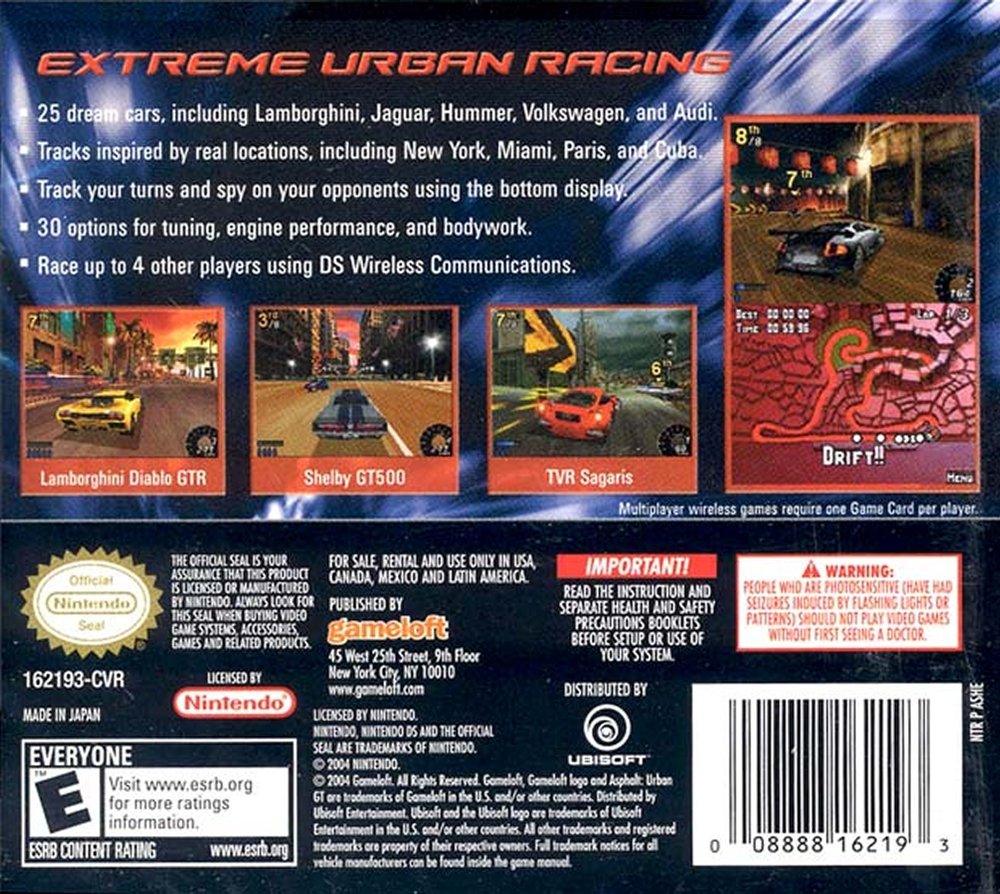 EXTREME URBAN RACING
25 dream cars, including Lamborghini, Jaguar, Hummer, Volkswagen, and Audi.
Tracks inspired by real locations, including New York, Miami, Paris, and Cuba.
Track your turns and spy on your opponents using the bottom display.
30 options for tuning, engine performance, and bodywork.
Race up to 4 other players using DS Wireless Communications.
8th/8
7th
BEST 00 00 00
TIME 00 59 96
LAP 1/3
DRIFT!!
MENU
7th
3rd/8
7th/8
6th
Lamborghini Diablo GTR
Shelby GT500
TVR Sagaris
Multiplayer wireless games require one Game Card per player.
Official
Nintendo
Seal
THE OFFICIAL SEAL IS YOUR
ASSURANCE THAT THIS PRODUCT
IS LICENSED OR MANUFACTURED
BY NINTENDO. ALWAYS LOOK FOR
THIS SEAL WHEN BUYING VIDEO
GAME SYSTEMS, ACCESSORIES,
GAMES AND RELATED PRODUCTS.
162193-CVR
MADE IN JAPAN
LICENSED BY
Nintendo®
EVERYONE
E
TM
Visit www.esrb.org
for more ratings
information.
ESRB CONTENT RATING www.esrb.org
FOR SALE, RENTAL AND USE ONLY IN USA,
CANADA, MEXICO AND LATIN AMERICA.
PUBLISHED BY
gameloft
45 West 25th Street, 9th Floor
New York City, NY 10010
www.gameloft.com
LICENSED BY NINTENDO.
NINTENDO, NINTENDO DS AND THE OFFICIAL
SEAL ARE TRADEMARKS OF NINTENDO.
© 2004 NINTENDO.
© 2004 Gameloft. All Rights Reserved. Gameloft, Gameloft logo and Asphalt: Urban
GT are trademarks of Gameloft in the U.S. and/or other countries. Distributed by
Ubisoft Entertainment. Ubisoft and the Ubisoft logo are trademarks of Ubisoft
Entertainment in the U.S. and/or other countries. All other trademarks and registered
trademarks are property of their respective owners. Full trademark notices for all
vehicle manufacturers can be found inside the game manual.
IMPORTANT!
READ THE INSTRUCTION AND
SEPARATE HEALTH AND SAFETY
PRECAUTIONS BOOKLETS
BEFORE SETUP OR USE OF
YOUR SYSTEM.
DISTRIBUTED BY
UBISOFT™
WARNING:
PEOPLE WHO ARE PHOTOSENSITIVE (HAVE HAD
SEIZURES INDUCED BY FLASHING LIGHTS OR
PATTERNS) SHOULD NOT PLAY VIDEO GAMES
WITHOUT FIRST SEEING A DOCTOR.
0 08888 16219 3
NTR P ASHE